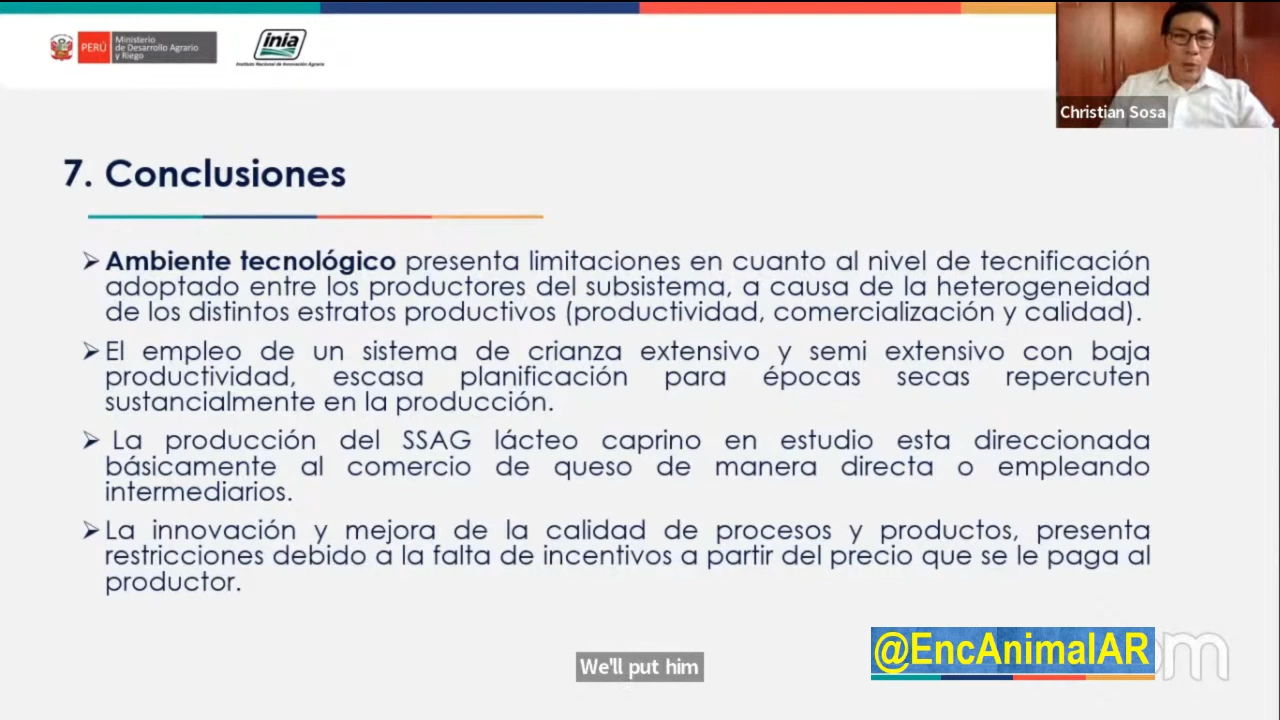 PERÚ
Ministerio
de Desarrollo Agrario
y Riego
inia
Instituto Nacional de Innovación Agraria
Christian Sosa
7. Conclusiones
➢ Ambiente tecnológico presenta limitaciones en cuanto al nivel de tecnificación
adoptado entre los productores del subsistema, a causa de la heterogeneidad
de los distintos estratos productivos (productividad, comercialización y calidad).
➢ El empleo de un sistema de crianza extensivo y semi extensivo con baja
productividad, escasa planificación para épocas secas repercuten
sustancialmente en la producción.
➢ La producción del SSAG lácteo caprino en estudio esta direccionada
básicamente al comercio de queso de manera directa o empleando
intermediarios.
➢ La innovación y mejora de la calidad de procesos y productos, presenta
restricciones debido a la falta de incentivos a partir del precio que se le paga al
productor.
@EncAnimalAR
We'll put him